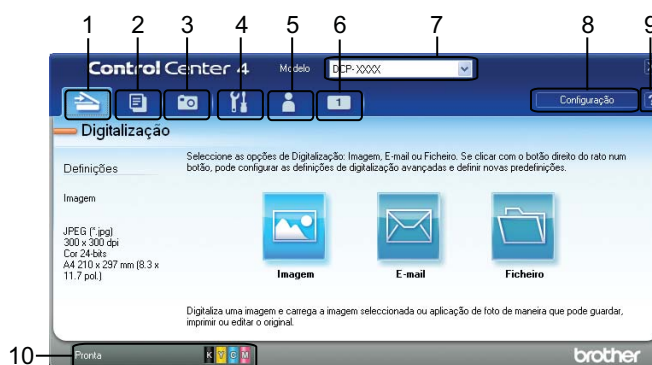 1 2 3 4 5 6 7 8 9
Control Center 4 Modelo DCP-XXXX
1
Configuração ?
Digitalização
Definições
Imagem
JPEG (*.jpg)
300 x 300 dpi
Cor 24-bits
A4 210 x 297 mm (8.3 x
11.7 pol.)
Seleccione as opções de Digitalização: Imagem, E-mail ou Ficheiro. Se clicar com o botão direito do rato num
botão, pode configurar as definições de digitalização avançadas e definir novas predefinições.
Imagem E-mail Ficheiro
Digitaliza uma imagem e carrega a imagem seleccionada ou aplicação de foto de maneira que pode guardar,
imprimir ou editar o original.
10 Pronta K Y C M brother